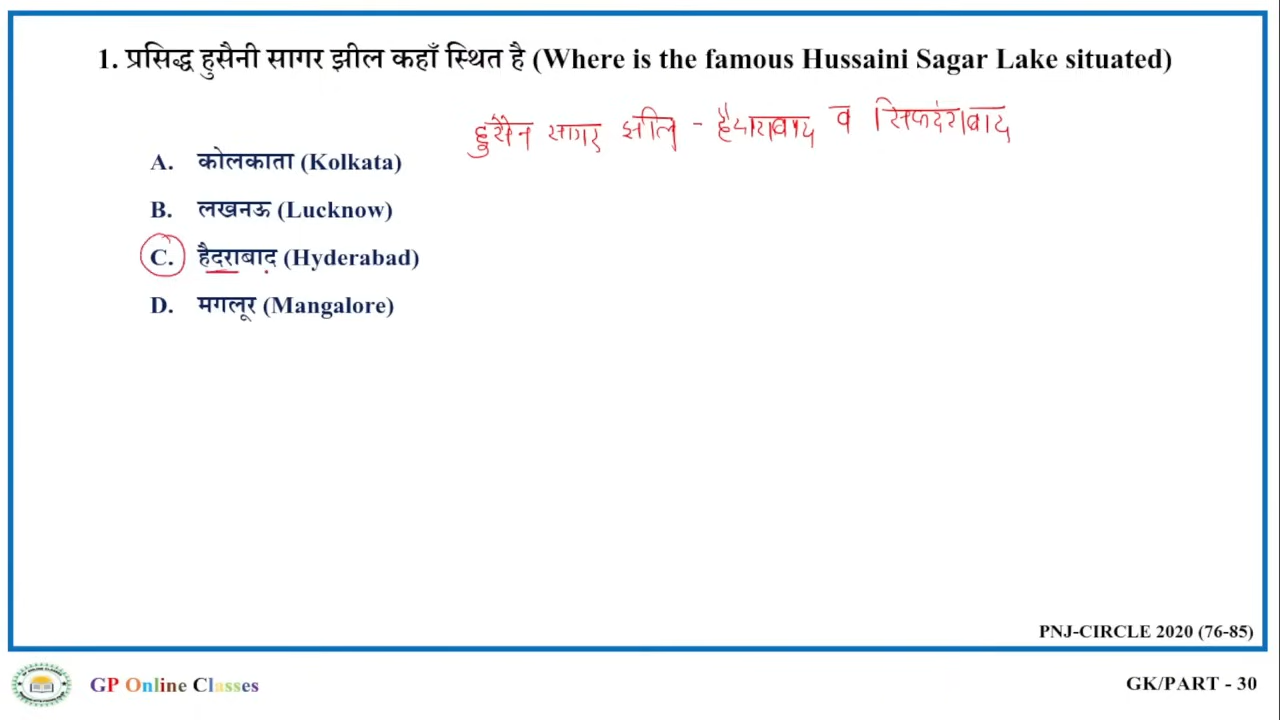 1. प्रसिद्ध हुसैनी सागर झील कहाँ स्थित है (Where is the famous Hussaini Sagar Lake situated)
हुसैन सागर झील - हैदाराबाद व सिकंदराबाद
A. कोलकाता (Kolkata)
B. लखनऊ (Lucknow)
C. हैदराबाद (Hyderabad)
D. मगलूर (Mangalore)
PNJ-CIRCLE 2020 (76-85)
GP Online Classes
GK/PART - 30